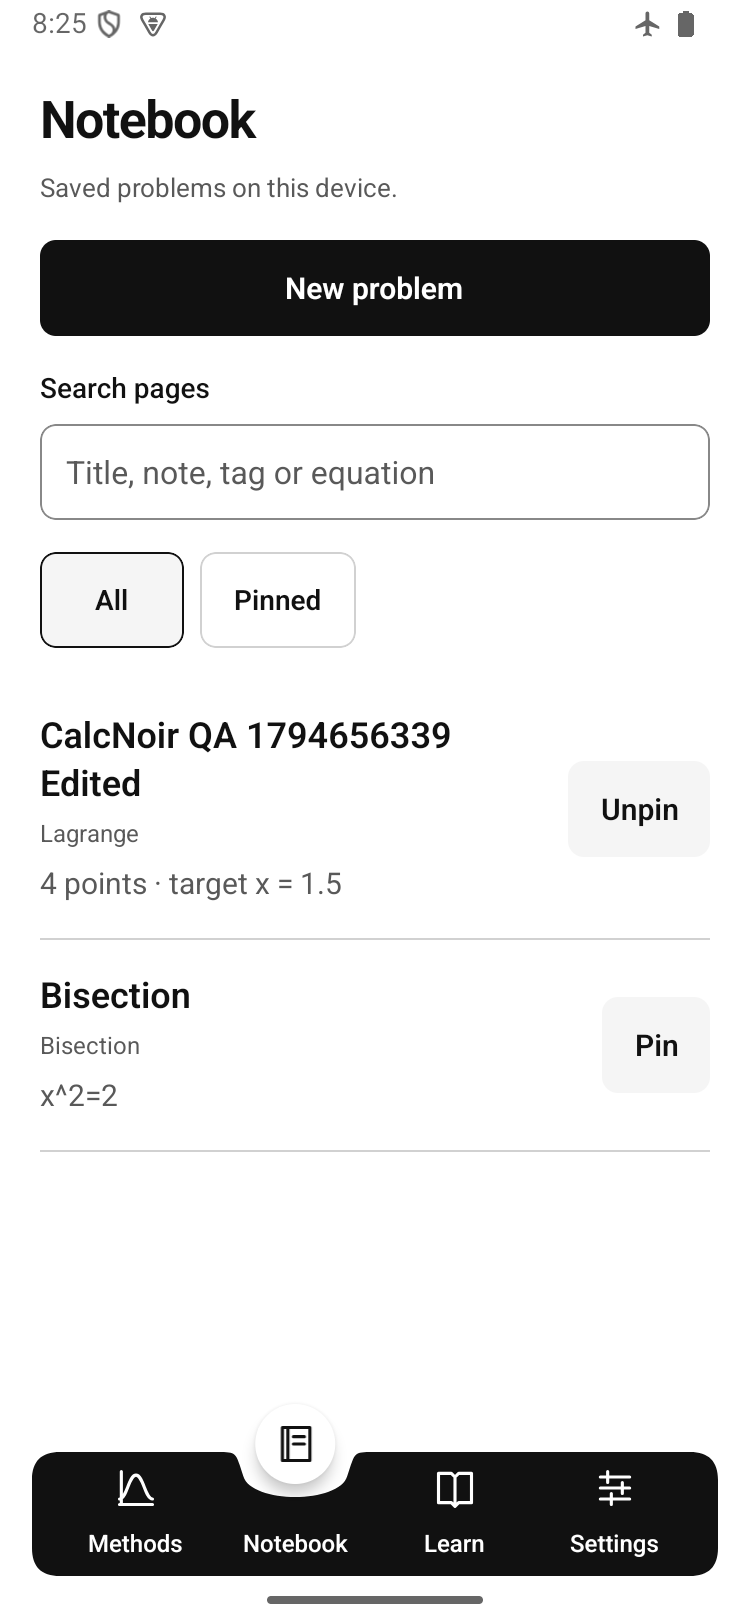 8:25
Notebook
Saved problems on this device.
New problem
Search pages
Title, note, tag or equation
All
Pinned
CalcNoir QA 1794656339
Edited
Lagrange
4 points · target x = 1.5
Unpin
Bisection
Bisection
x^2=2
Pin
Methods
Notebook
Learn
Settings